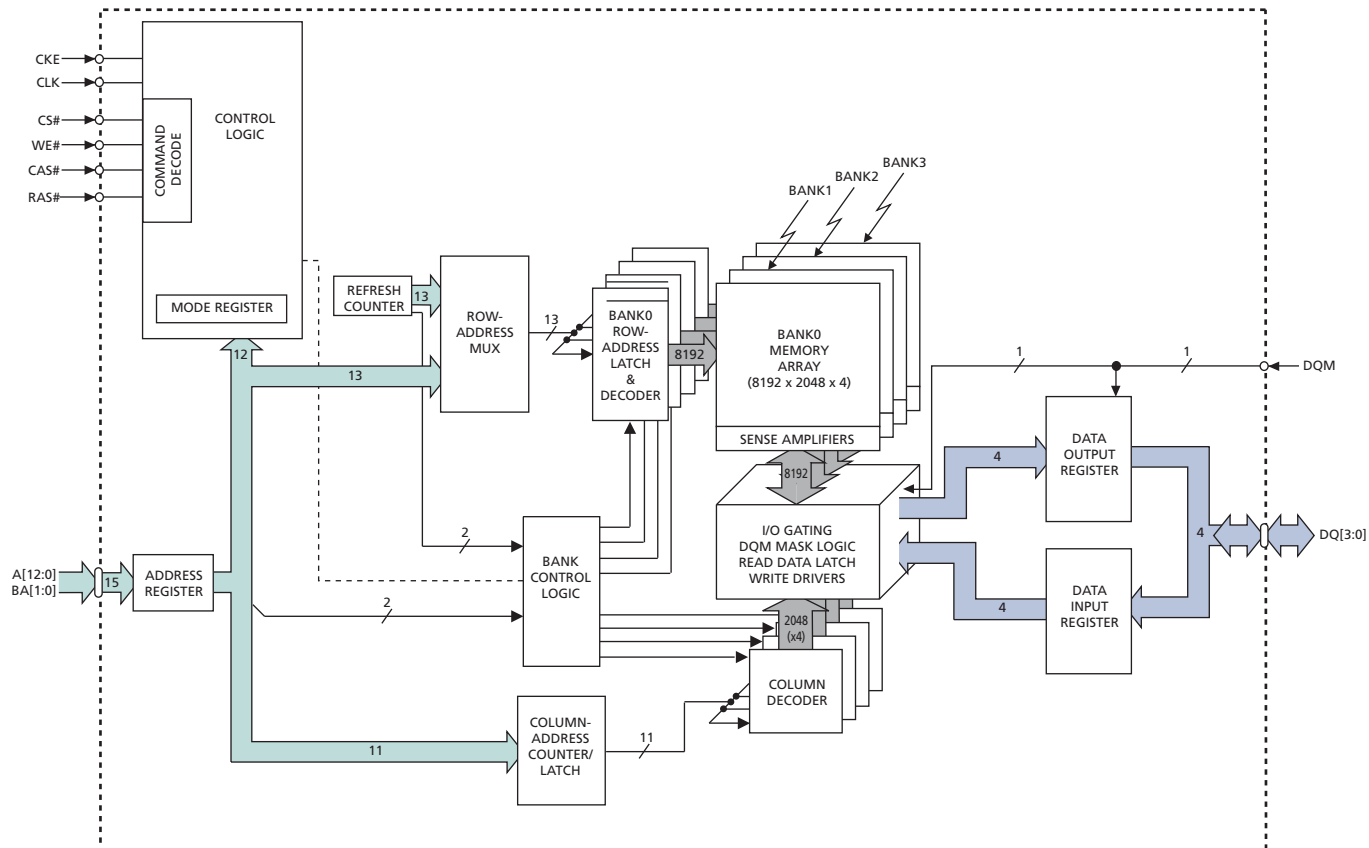 CKE
CLK
CS#
WE#
CAS#
RAS#
COMMAND
DECODE
CONTROL
LOGIC
MODE REGISTER
12
REFRESH
COUNTER
13
13
ROW-
ADDRESS
MUX
13
BANK0
ROW-
ADDRESS
LATCH
&
DECODER
8192
BANK1
BANK2
BANK3
BANK0
MEMORY
ARRAY
(8192 x 2048 x 4)
SENSE AMPLIFIERS
8192
I/O GATING
DQM MASK LOGIC
READ DATA LATCH
WRITE DRIVERS
2048
(x4)
COLUMN
DECODER
A[12:0]
BA[1:0]
15
ADDRESS
REGISTER
2
2
BANK
CONTROL
LOGIC
11
COLUMN-
ADDRESS
COUNTER/
LATCH
11
1
1
DQM
4
DATA
OUTPUT
REGISTER
4
DQ[3:0]
4
DATA
INPUT
REGISTER